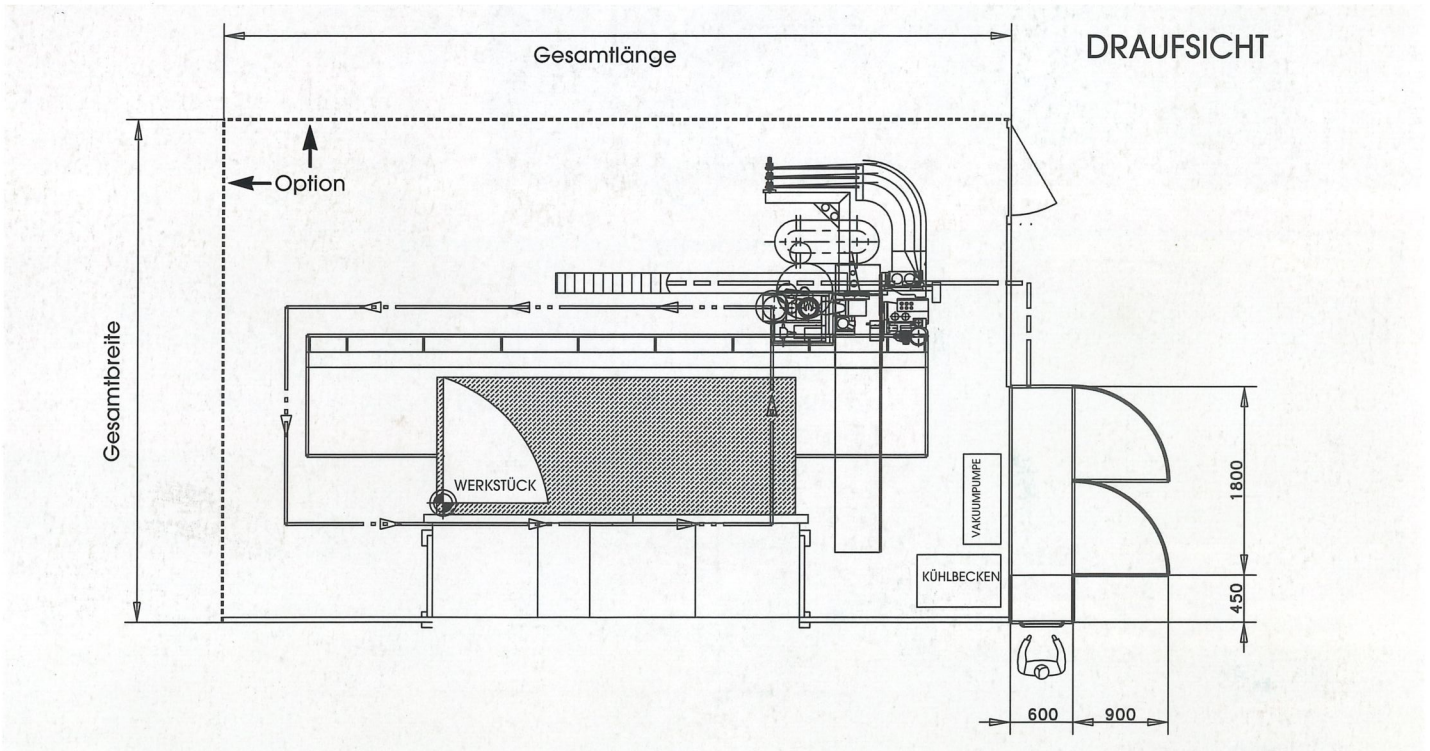 Gesamtlänge
DRAUFSICHT
Option
Gesamtbreite
WERKSTÜCK
VAKUUMPUMPE
KÜHLBECKEN
1800
450
600
900